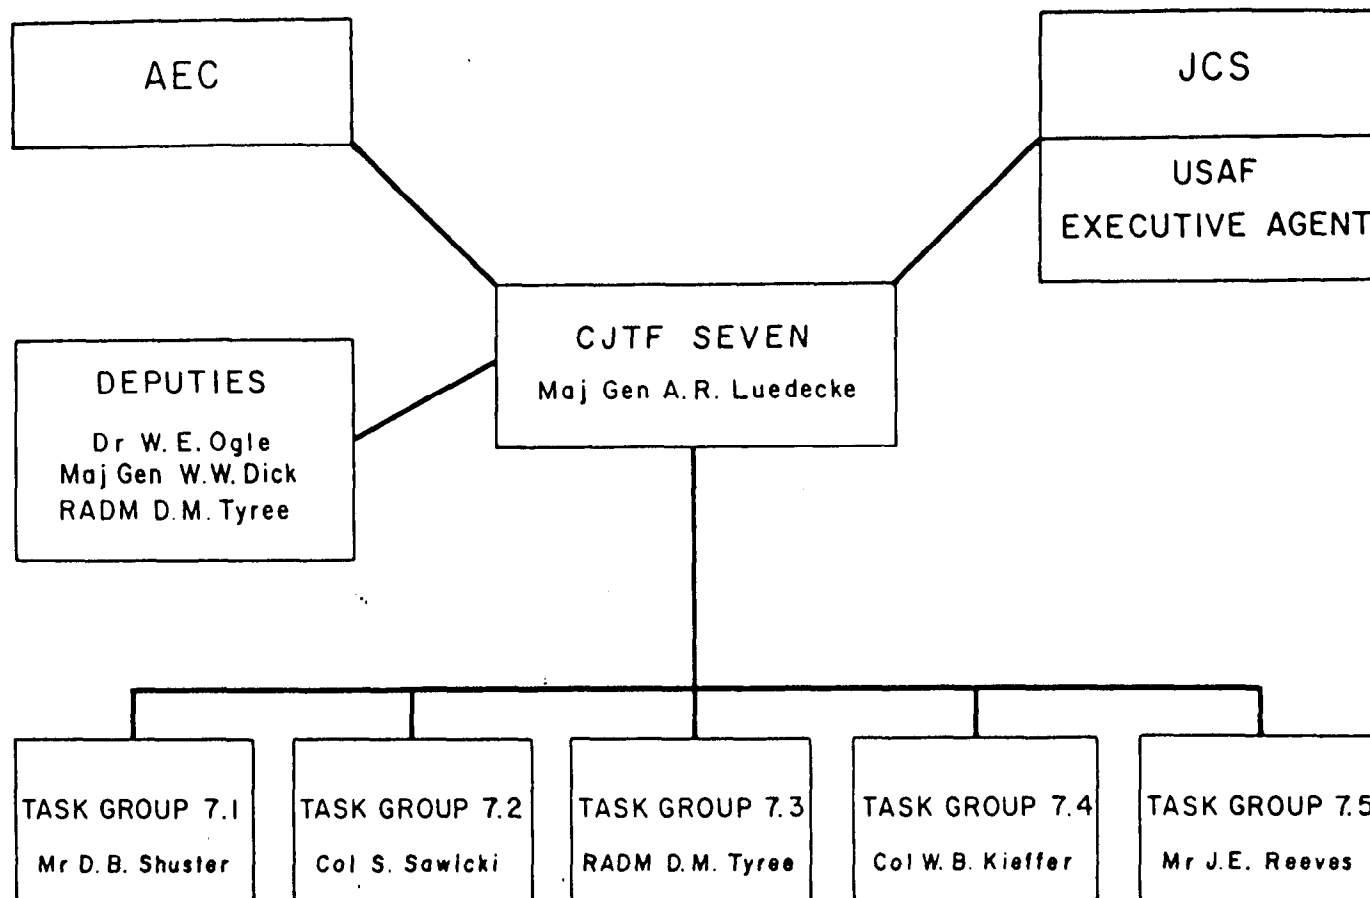 AEC
JCS
USAF
EXECUTIVE AGENT
CJTF SEVEN
Maj Gen A. R. Luedecke
DEPUTIES
Dr W. E. Ogle
Maj Gen W. W. Dick
RADM D. M. Tyree
TASK GROUP 7.1
Mr D. B. Shuster
TASK GROUP 7.2
Col S. Sawicki
TASK GROUP 7.3
RADM D. M. Tyree
TASK GROUP 7.4
Col W. B. Kieffer
TASK GROUP 7.5
Mr J. E. Reeves